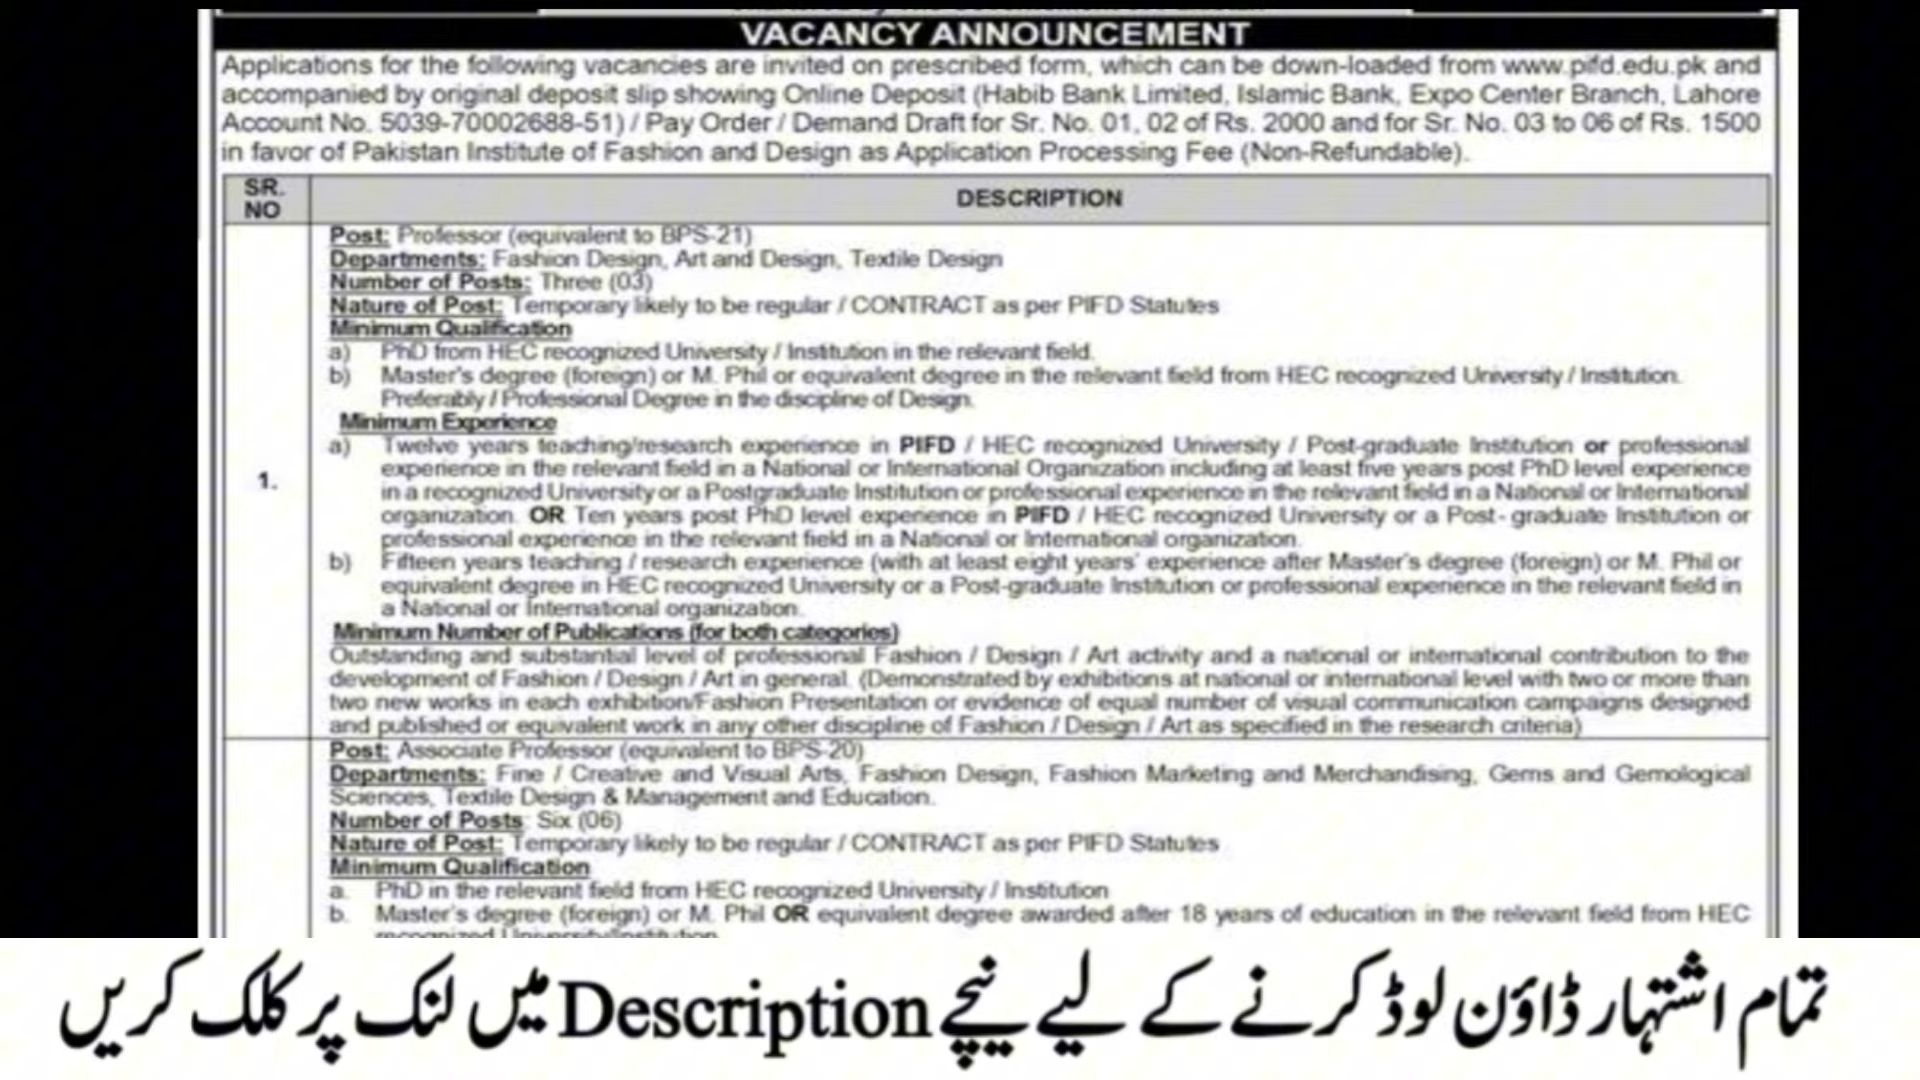 VACANCY ANNOUNCEMENT
Applications for the following vacancies are invited on prescribed form, which can be down-loaded from www.pifd.edu.pk and
accompanied by original deposit slip showing Online Deposit (Habib Bank Limited, Islamic Bank, Expo Center Branch, Lahore
Account No. 5039-70002688-51) / Pay Order / Demand Draft for Sr. No. 01, 02 of Rs. 2000 and for Sr. No. 03 to 06 of Rs. 1500
in favor of Pakistan Institute of Fashion and Design as Application Processing Fee (Non-Refundable).
SR. NO
DESCRIPTION
1.
Post: Professor (equivalent to BPS-21)
Departments: Fashion Design, Art and Design, Textile Design
Number of Posts: Three (03)
Nature of Post: Temporary likely to be regular / CONTRACT as per PIFD Statutes
Minimum Qualification
a) PhD from HEC recognized University / Institution in the relevant field.
b) Master's degree (foreign) or M. Phil or equivalent degree in the relevant field from HEC recognized University / Institution.
Preferably / Professional Degree in the discipline of Design.
Minimum Experience
a) Twelve years teaching/research experience in PIFD / HEC recognized University / Post-graduate Institution or professional
experience in the relevant field in a National or International Organization including at least five years post PhD level experience
in a recognized University or a Postgraduate Institution or professional experience in the relevant field in a National or International
organization. OR Ten years post PhD level experience in PIFD / HEC recognized University or a Post- graduate Institution or
professional experience in the relevant field in a National or International organization.
b) Fifteen years teaching / research experience (with at least eight years' experience after Master's degree (foreign) or M. Phil or
equivalent degree in HEC recognized University or a Post-graduate Institution or professional experience in the relevant field in
a National or International organization.
Minimum Number of Publications (for both categories)
Outstanding and substantial level of professional Fashion / Design / Art activity and a national or international contribution to the
development of Fashion / Design / Art in general. (Demonstrated by exhibitions at national or international level with two or more than
two new works in each exhibition/Fashion Presentation or evidence of equal number of visual communication campaigns designed
and published or equivalent work in any other discipline of Fashion / Design / Art as specified in the research criteria)
Post: Associate Professor (equivalent to BPS-20)
Departments: Fine / Creative and Visual Arts, Fashion Design, Fashion Marketing and Merchandising, Gems and Gemological
Sciences, Textile Design & Management and Education.
Number of Posts: Six (06)
Nature of Post: Temporary likely to be regular / CONTRACT as per PIFD Statutes
Minimum Qualification
a. PhD in the relevant field from HEC recognized University / Institution
b. Master's degree (foreign) or M. Phil OR equivalent degree awarded after 18 years of education in the relevant field from HEC
recognized University/Institution
تمام اشتہار ڈاؤن لوڈ کرنے کے لیے نیچے Description میں لنک پر کلک کریں